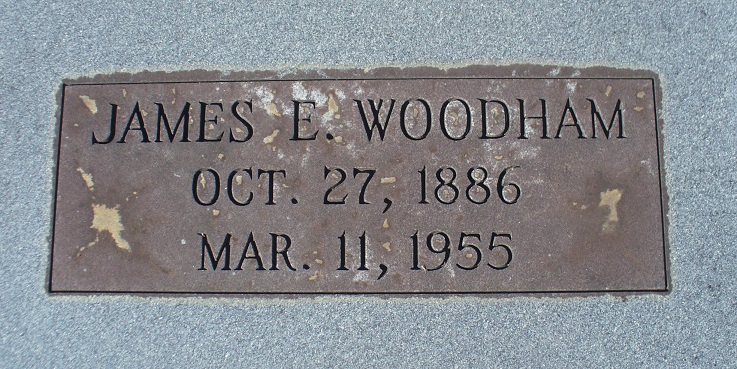 JAMES E. WOODHAM
OCT. 27, 1886
MAR. 11, 1955